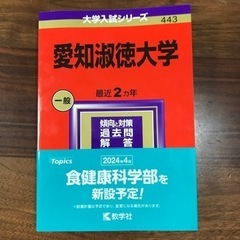 大学入試シリーズ
443
愛知淑徳大学
最近2カ年
一般
傾向と対策
過去問
解答
Topics
2024年4月
食健康科学部を
新設予定!
数学社